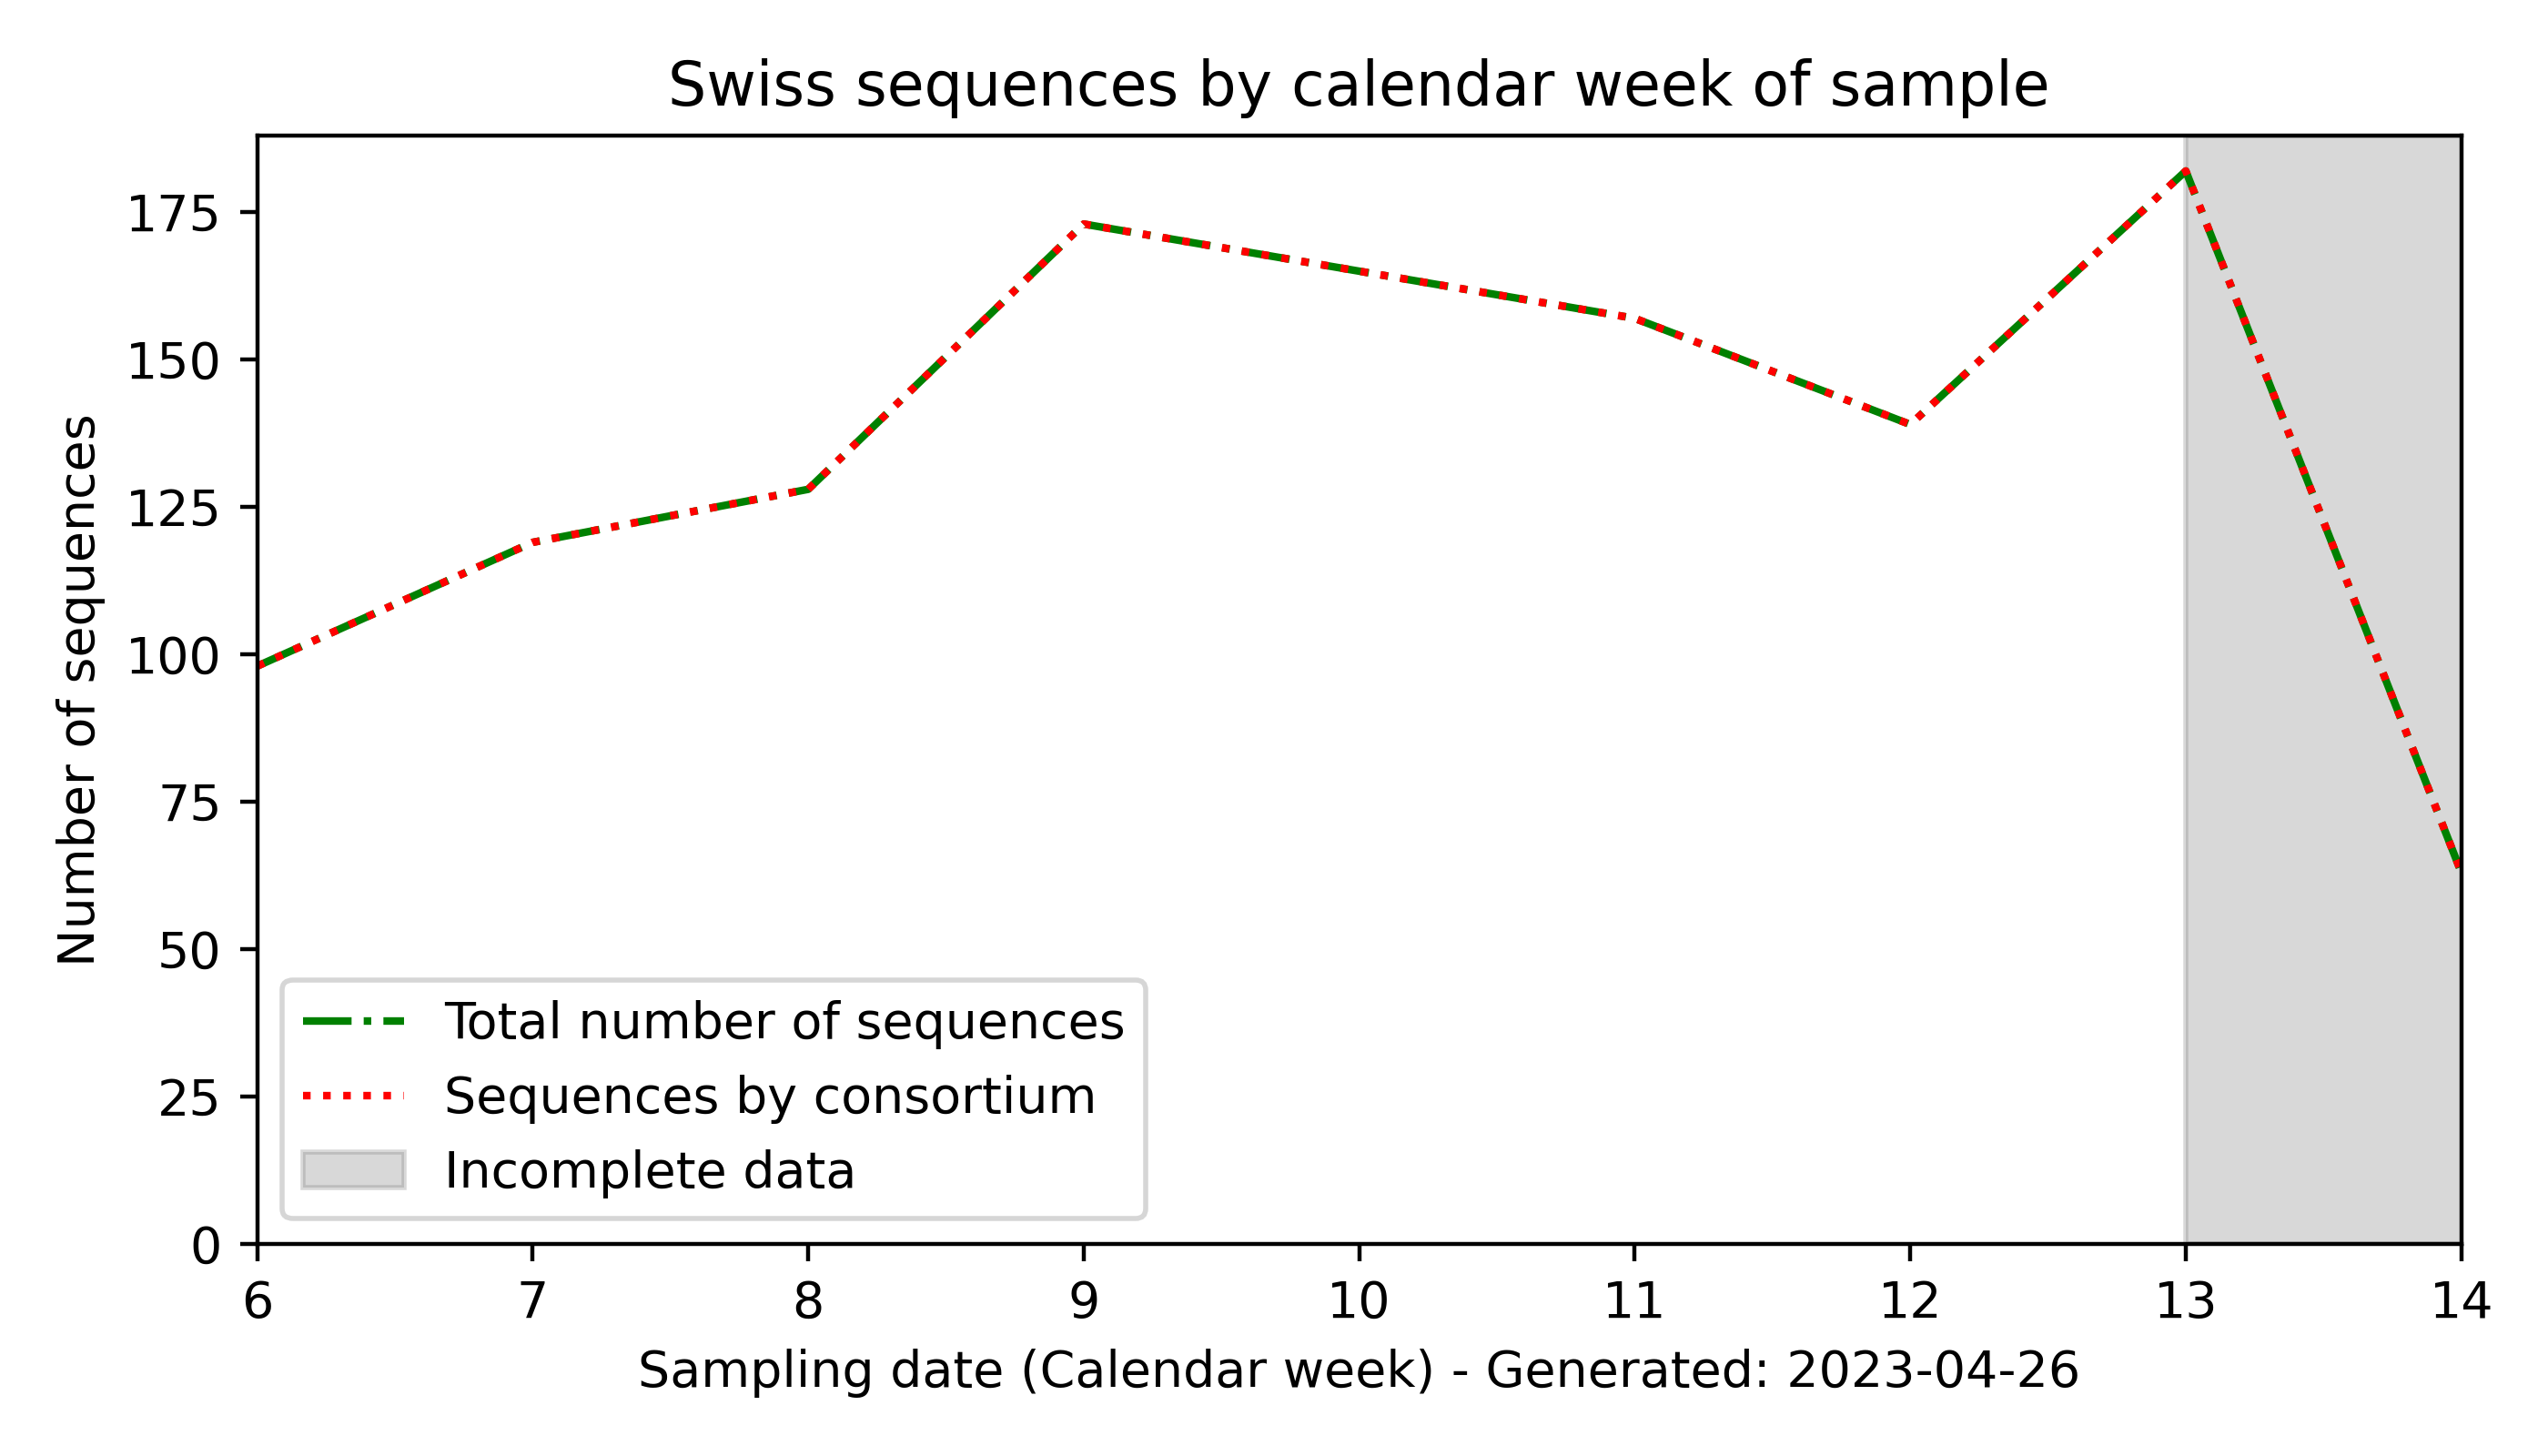 Swiss sequences by calendar week of sample
Number of sequences
175
150
125
100
75
50
25
0
Total number of sequences
Sequences by consortium
Incomplete data
6 7 8 9 10 11 12 13 14
Sampling date (Calendar week) - Generated: 2023-04-26